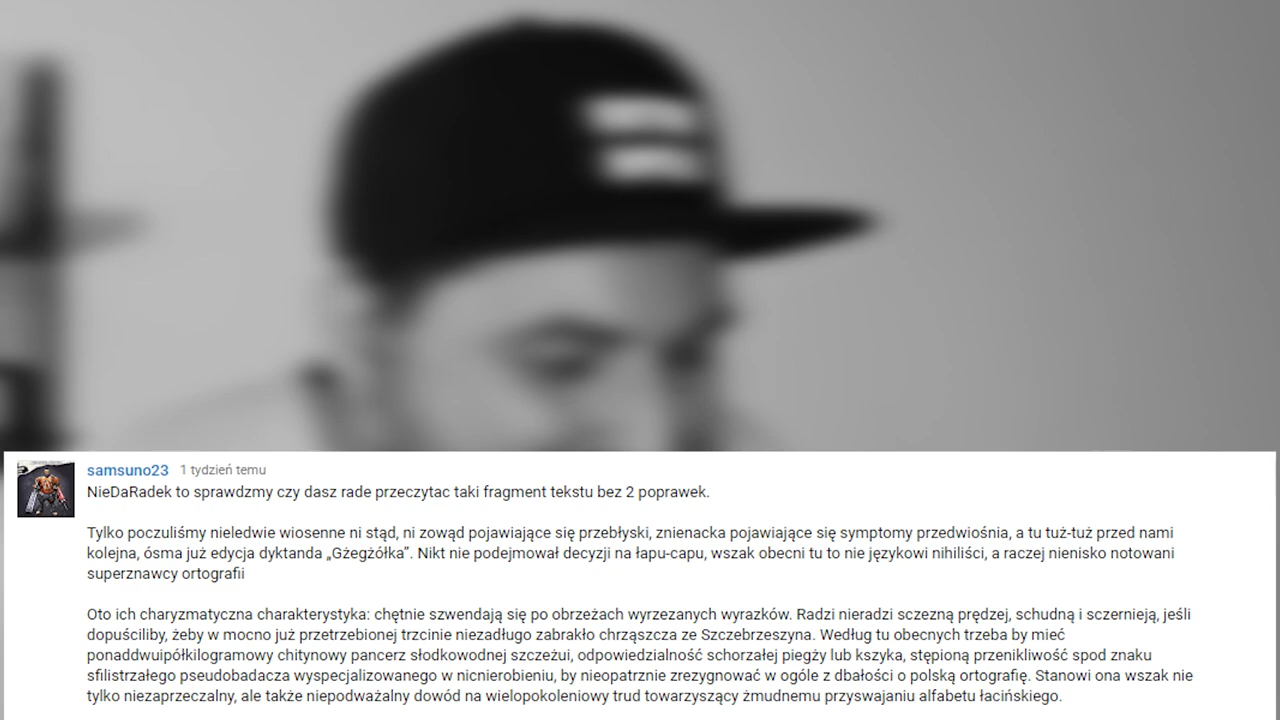 samsuno23 1 tydzień temu
NieDaRadek to sprawdzmy czy dasz rade przeczytac taki fragment tekstu bez 2 poprawek.
Tylko poczuliśmy nieledwie wiosenne ni stąd, ni zowąd pojawiające się przebłyski, znienacka pojawiające się symptomy przedwiośnia, a tu tuż-tuż przed nami
kolejna, ósma już edycja dyktanda „Gżegżółka”. Nikt nie podejmował decyzji na łapu-capu, wszak obecni tu to nie językowi nihiliści, a raczej nienisko notowani
superznawcy ortografii
Oto ich charyzmatyczna charakterystyka: chętnie szwendają się po obrzeżach wyrzezanych wyrazków. Radzi nieradzi sczezną prędzej, schudną i sczernieją, jeśli
dopuściliby, żeby w mocno już przetrzebionej trzcinie niezadługo zabrakło chrząszcza ze Szczebrzeszyna. Według tu obecnych trzeba by mieć
ponaddwuipółkilogramowy chitynowy pancerz słodkowodnej szczeżui, odpowiedzialność schorzałej piegży lub kszyka, stępioną przenikliwość spod znaku
sfilistrzałego pseudobadacza wyspecjalizowanego w nicnierobieniu, by nieopatrznie zrezygnować w ogóle z dbałości o polską ortografię. Stanowi ona wszak nie
tylko niezaprzeczalny, ale także niepodważalny dowód na wielopokoleniowy trud towarzyszący żmudnemu przyswajaniu alfabetu łacińskiego.